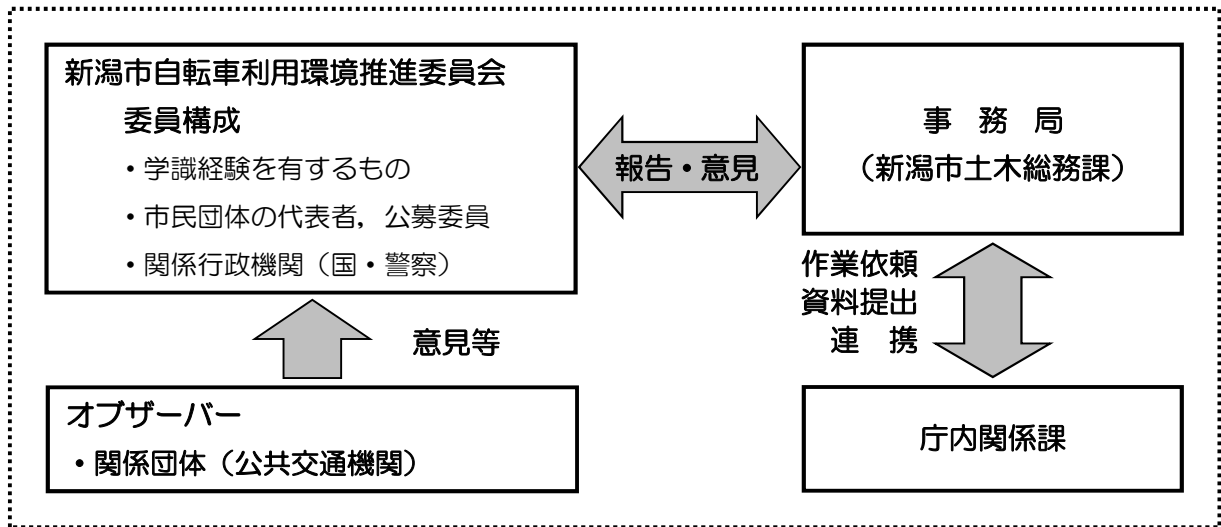 新潟市自転車利用環境推進委員会
委員構成
・学識経験を有するもの
・市民団体の代表者，公募委員
・関係行政機関（国・警察）
報告・意見
事　務　局
（新潟市土木総務課）
作業依頼
資料提出
連　携
意見等
オブザーバー
・関係団体（公共交通機関）
庁内関係課